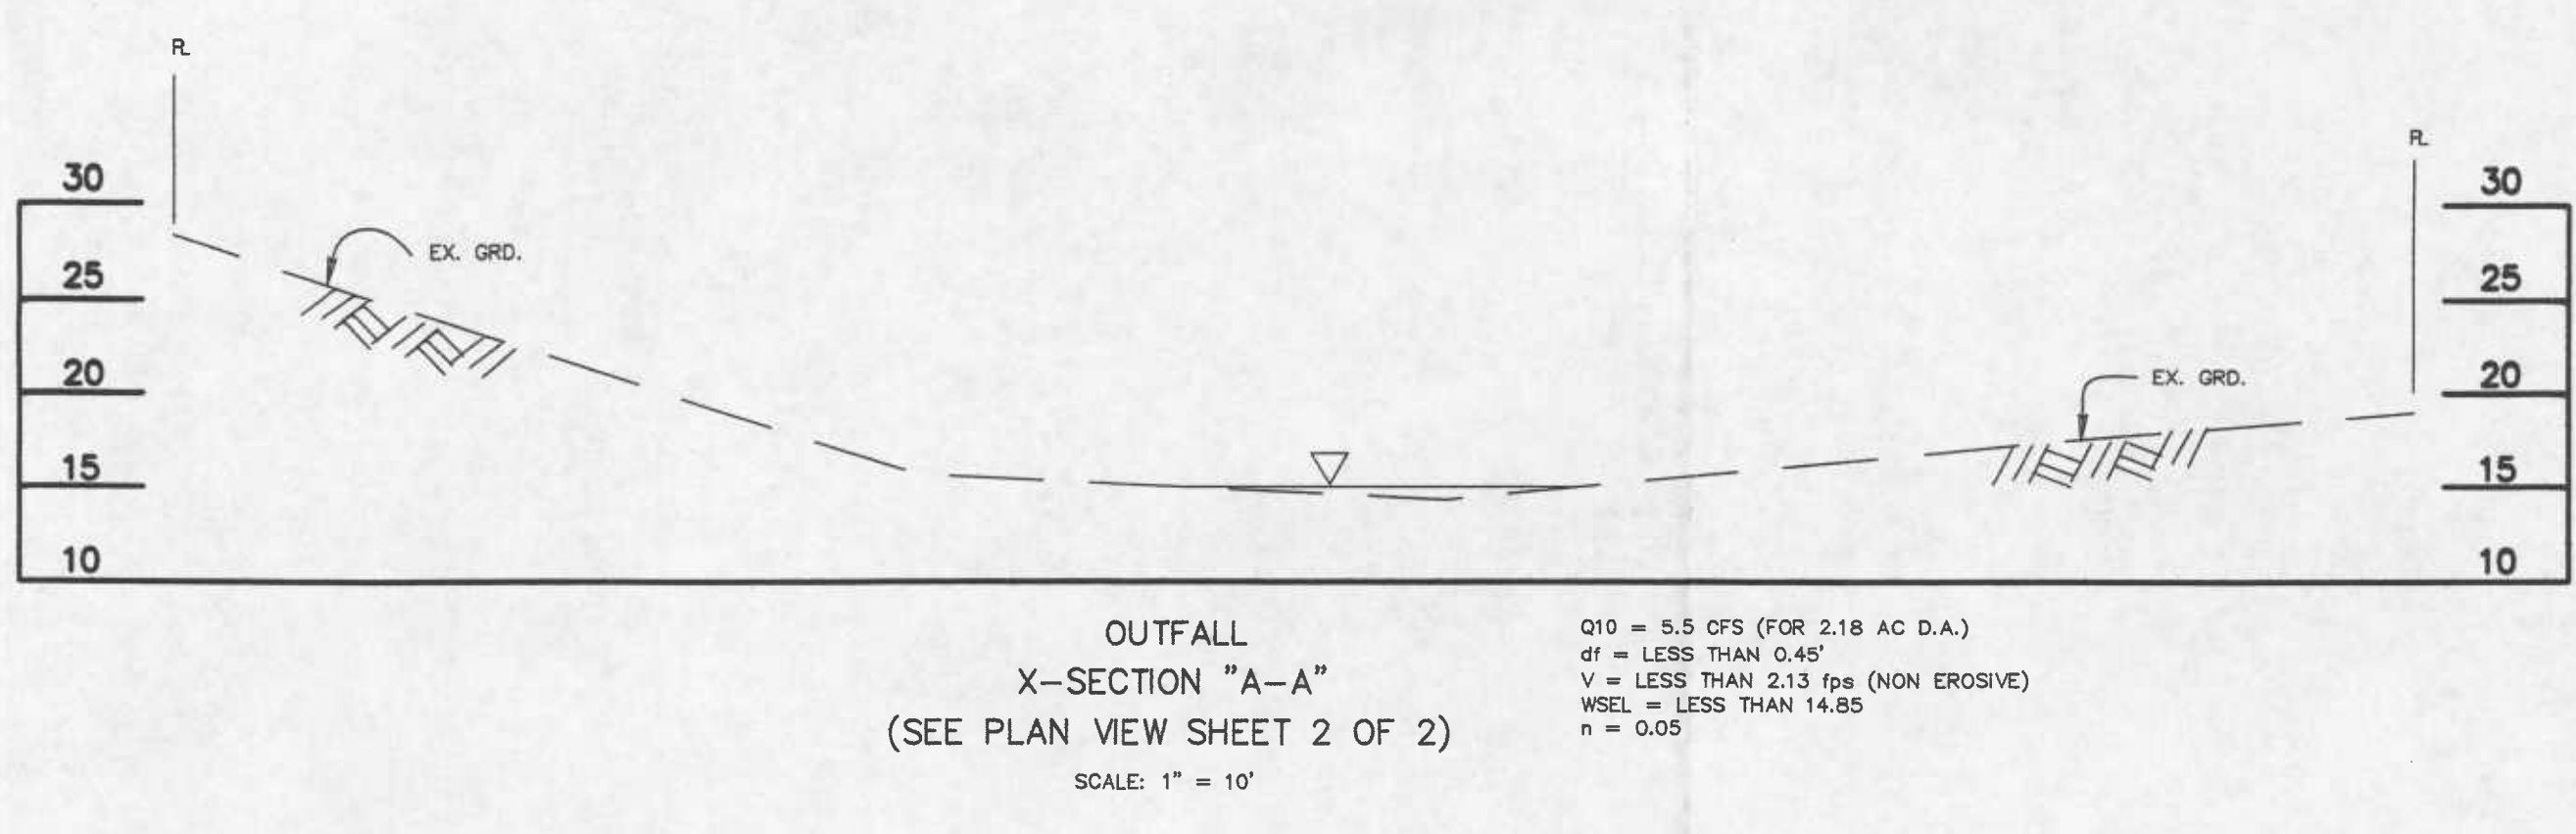 PL
PL
30
30
EX. GRD.
25
25
20
20
EX. GRD.
15
15
10
10
OUTFALL
X-SECTION "A-A"
(SEE PLAN VIEW SHEET 2 OF 2)
SCALE: 1" = 10'
Q10 = 5.5 CFS (FOR 2.18 AC D.A.)
df = LESS THAN 0.45'
V = LESS THAN 2.13 fps (NON EROSIVE)
WSEL = LESS THAN 14.85
n = 0.05